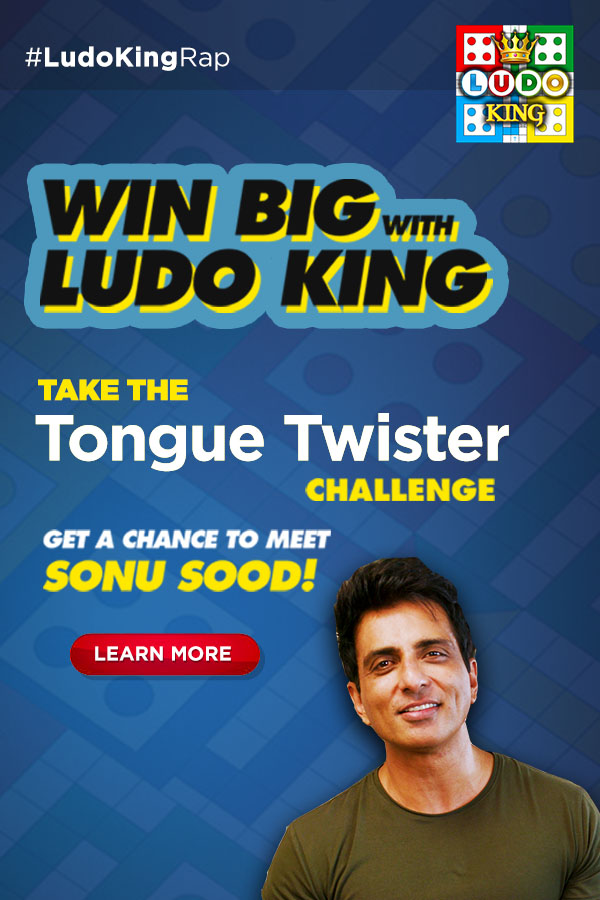 #LudoKingRap
LUDO
KING
WIN BIG WITH
LUDO KING
TAKE THE
Tongue Twister
CHALLENGE
GET A CHANCE TO MEET
SONU SOOD!
LEARN MORE